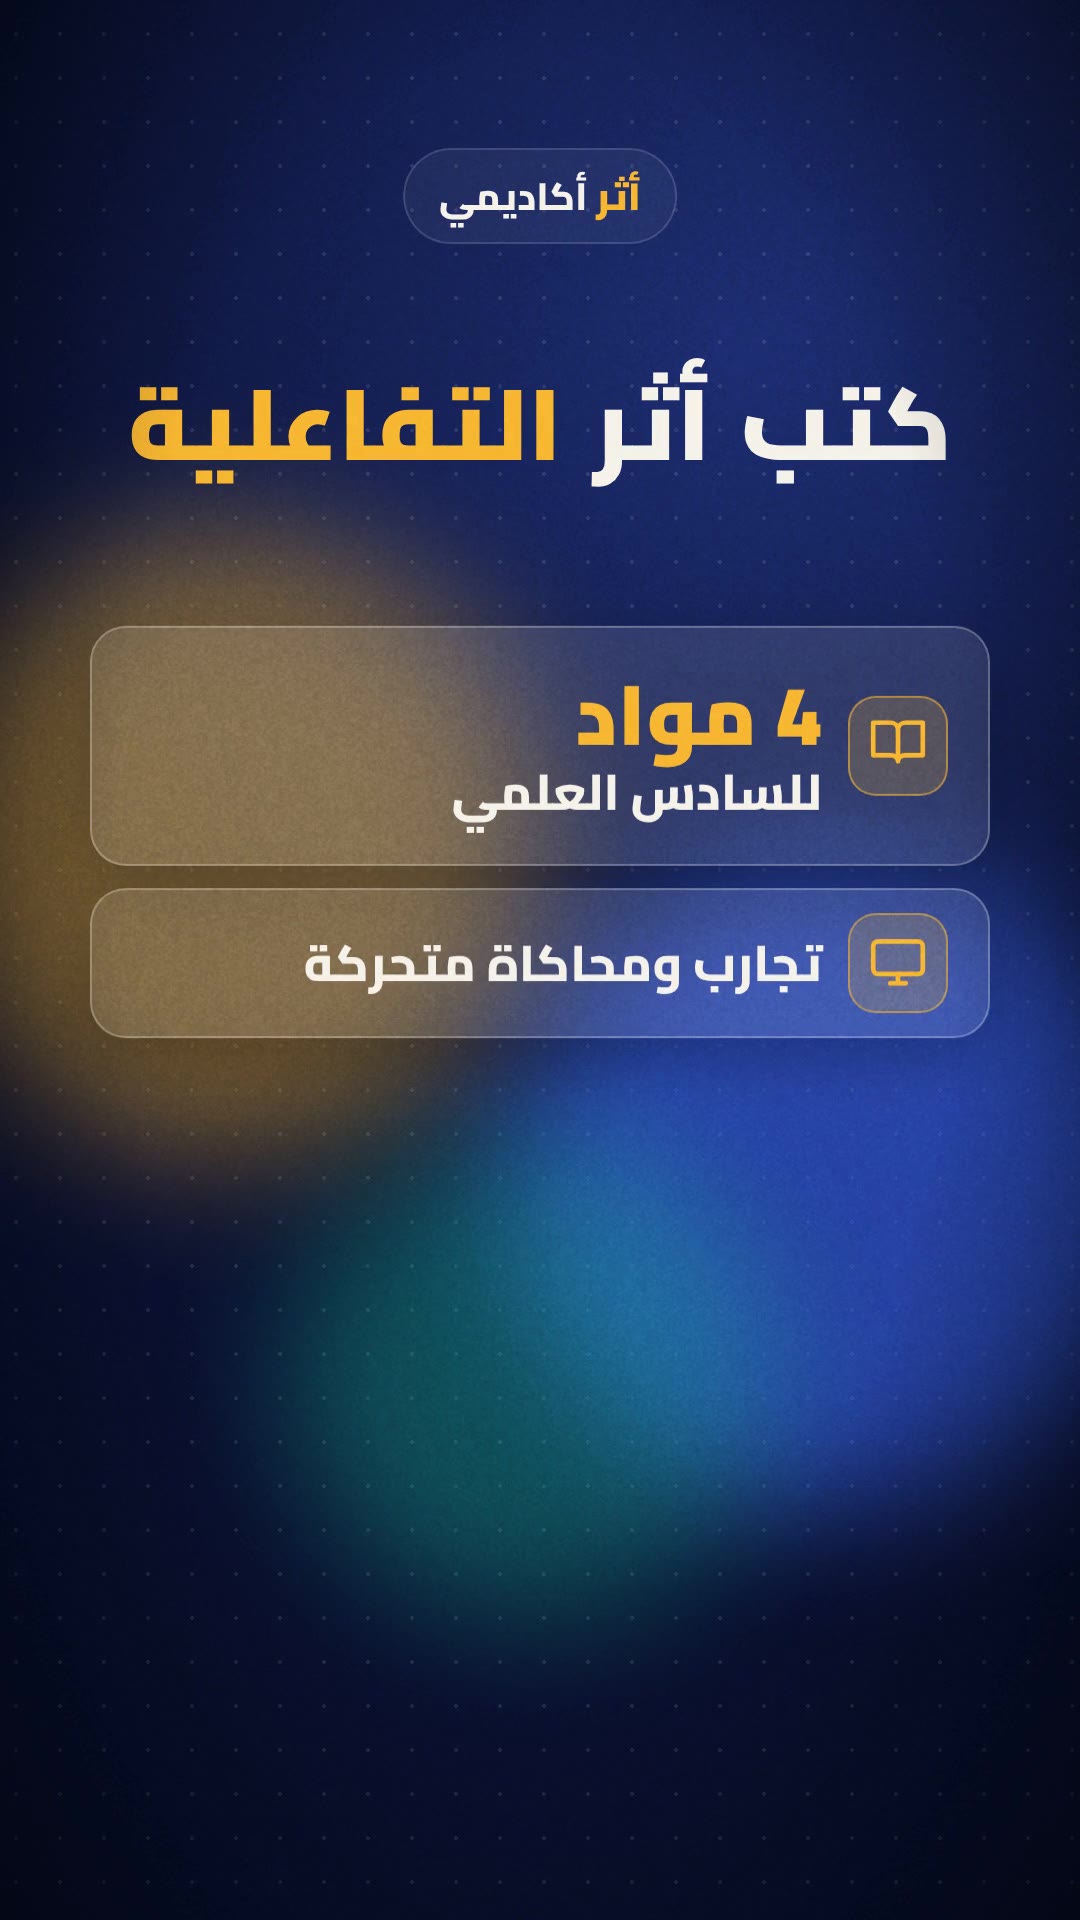 أثر أكاديمي
كتب أثر التفاعلية
4 مواد
للسادس العلمي
تجارب ومحاكاة متحركة